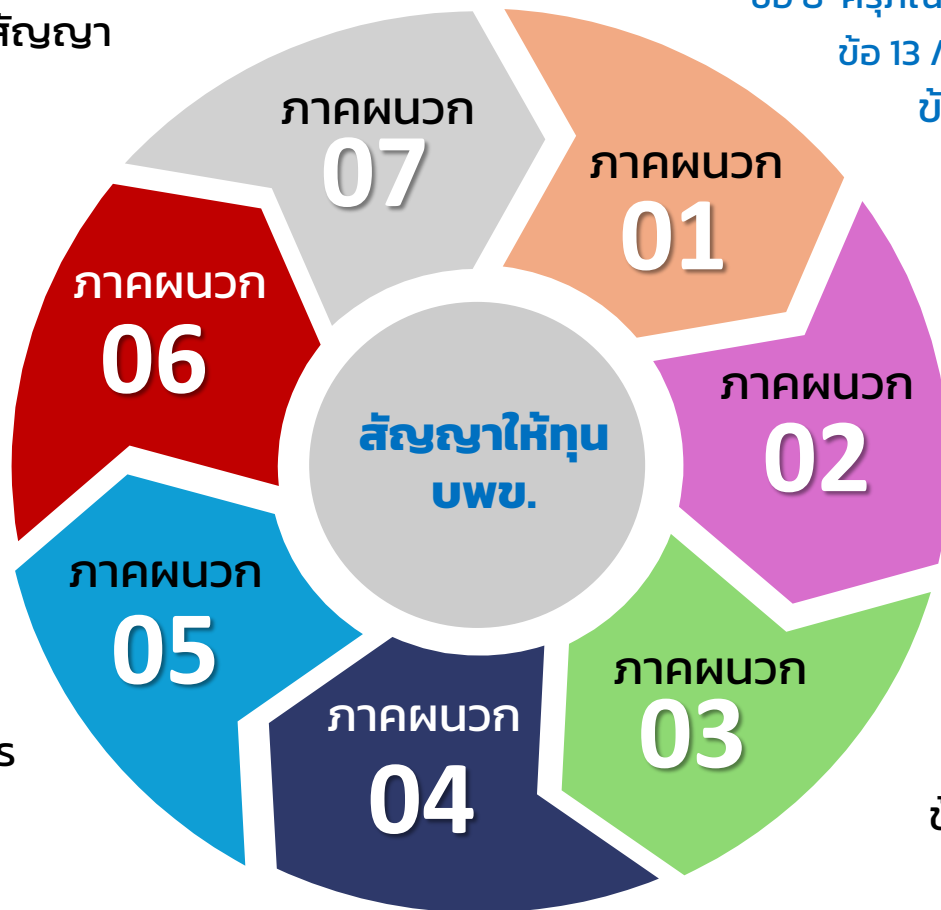 สัญญา
ข้อ 8
ข้อ 13 /
ภาคผนวก
07
ภาคผนวก
01
ภาคผนวก
06
ภาคผนวก
02
สัญญาให้ทุน
บพข.
ภาคผนวก
05
ภาคผนวก
03
ภาคผนวก
04